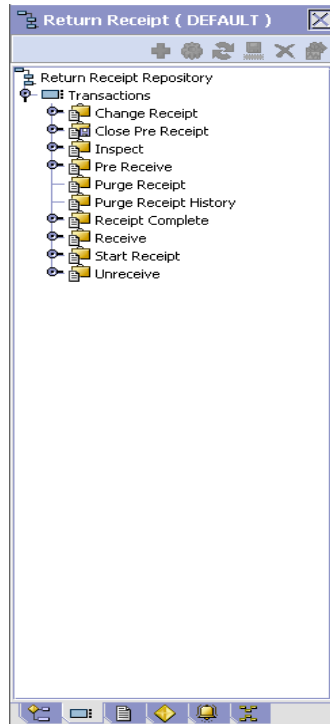 Return Receipt ( DEFAULT )
Return Receipt Repository
Transactions
Change Receipt
Close Pre Receipt
Inspect
Pre Receive
Purge Receipt
Purge Receipt History
Receipt Complete
Receive
Start Receipt
Unreceive